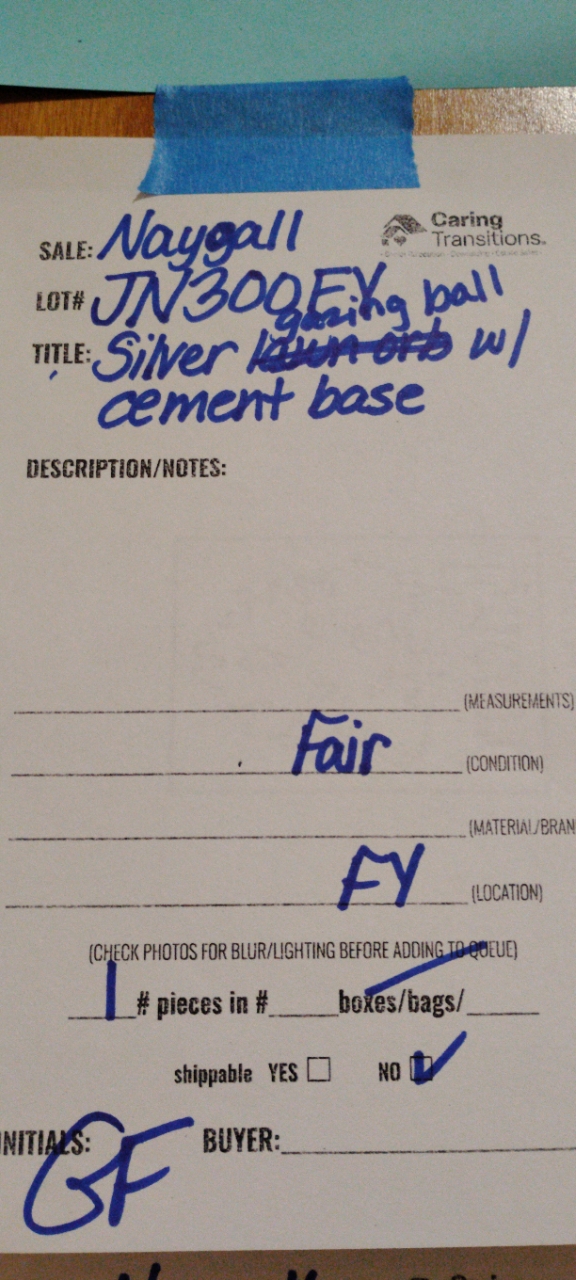 Caring
Transitions
SALE: Naygall
LOT# JN300FY
gazing ball
TITLE: Silver lawn orb w/
cement base
DESCRIPTION/NOTES:
(MEASUREMENTS)
Fair (CONDITION)
(MATERIAL/BRAN
FY (LOCATION)
(CHECK PHOTOS FOR BLUR/LIGHTING BEFORE ADDING TO QUEUE)
1 # pieces in # boxes/bags/
shippable YES NO
NITIALS: GF BUYER: